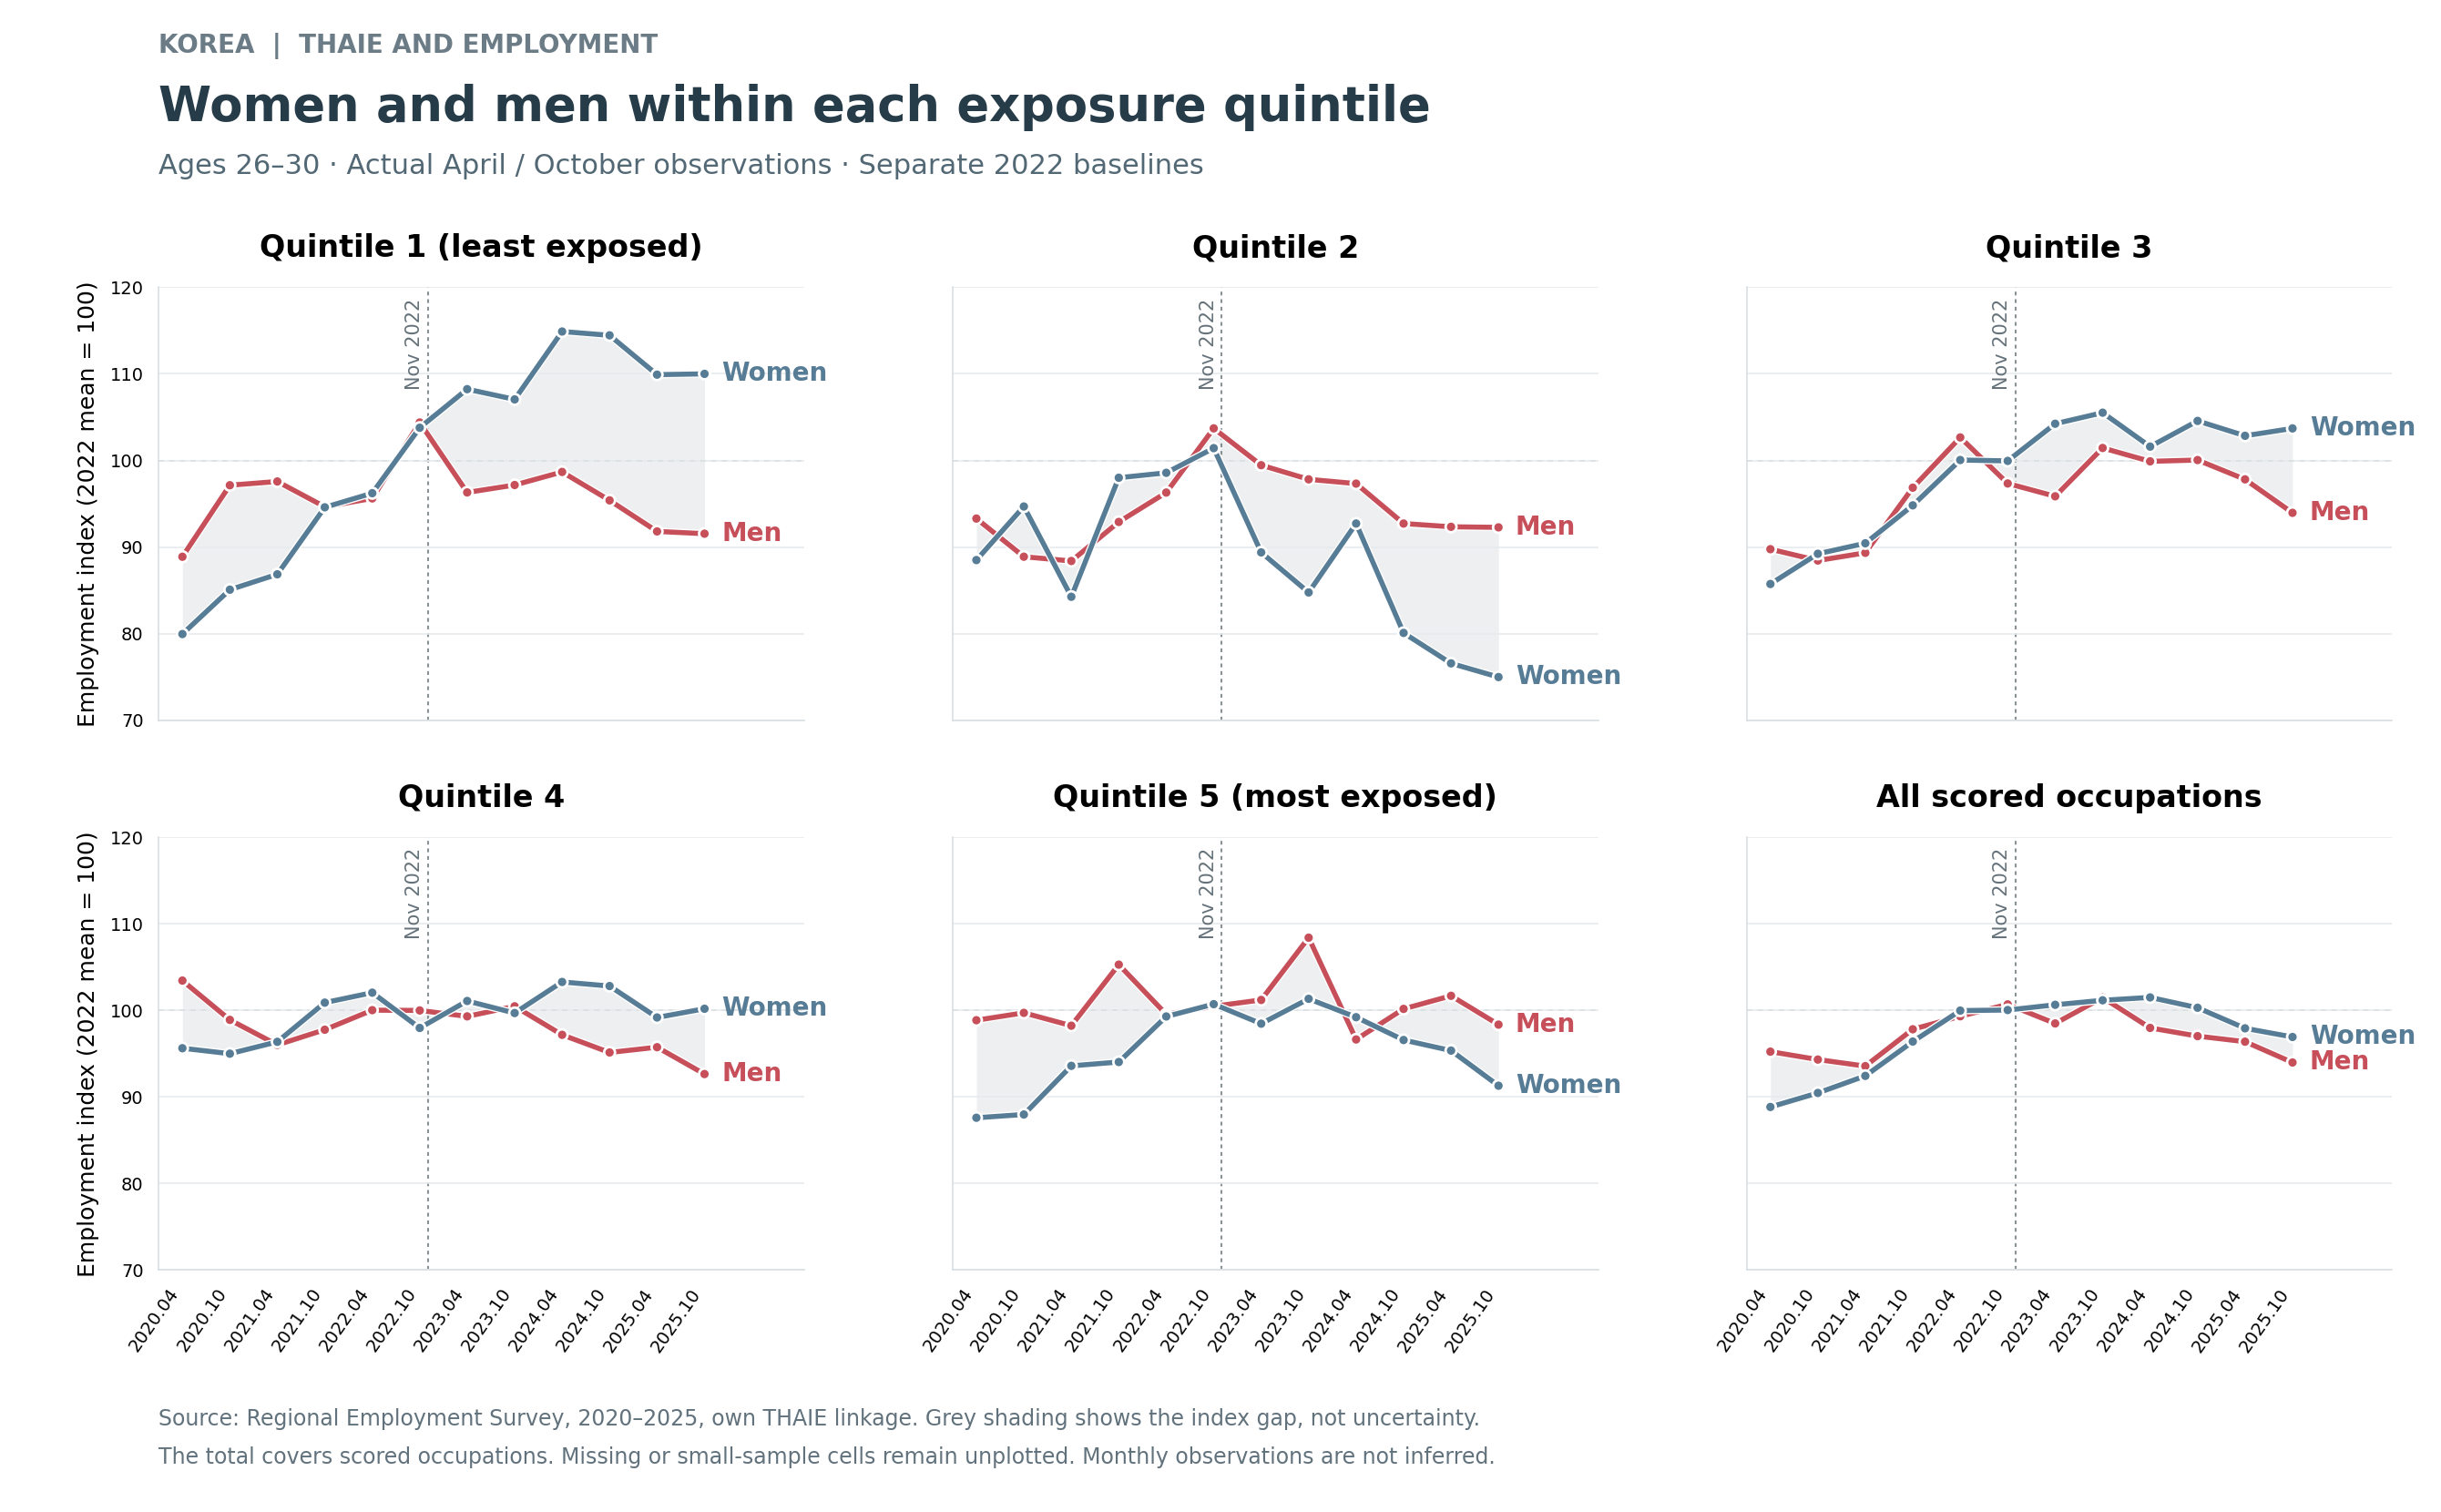 KOREA | THAIE AND EMPLOYMENT
Women and men within each exposure quintile
Ages 26–30 · Actual April / October observations · Separate 2022 baselines
Quintile 1 (least exposed)
Employment index (2022 mean = 100)
120
110
100
90
80
70
Nov 2022
Women
Men
Quintile 2
Nov 2022
Men
Women
Quintile 3
Nov 2022
Women
Men
Quintile 4
Employment index (2022 mean = 100)
120
110
100
90
80
70
Nov 2022
Women
Men
2020.04
2020.10
2021.04
2021.10
2022.04
2022.10
2023.04
2023.10
2024.04
2024.10
2025.04
2025.10
Quintile 5 (most exposed)
Nov 2022
Men
Women
2020.04
2020.10
2021.04
2021.10
2022.04
2022.10
2023.04
2023.10
2024.04
2024.10
2025.04
2025.10
All scored occupations
Nov 2022
Women
Men
2020.04
2020.10
2021.04
2021.10
2022.04
2022.10
2023.04
2023.10
2024.04
2024.10
2025.04
2025.10
Source: Regional Employment Survey, 2020–2025, own THAIE linkage. Grey shading shows the index gap, not uncertainty.
The total covers scored occupations. Missing or small-sample cells remain unplotted. Monthly observations are not inferred.